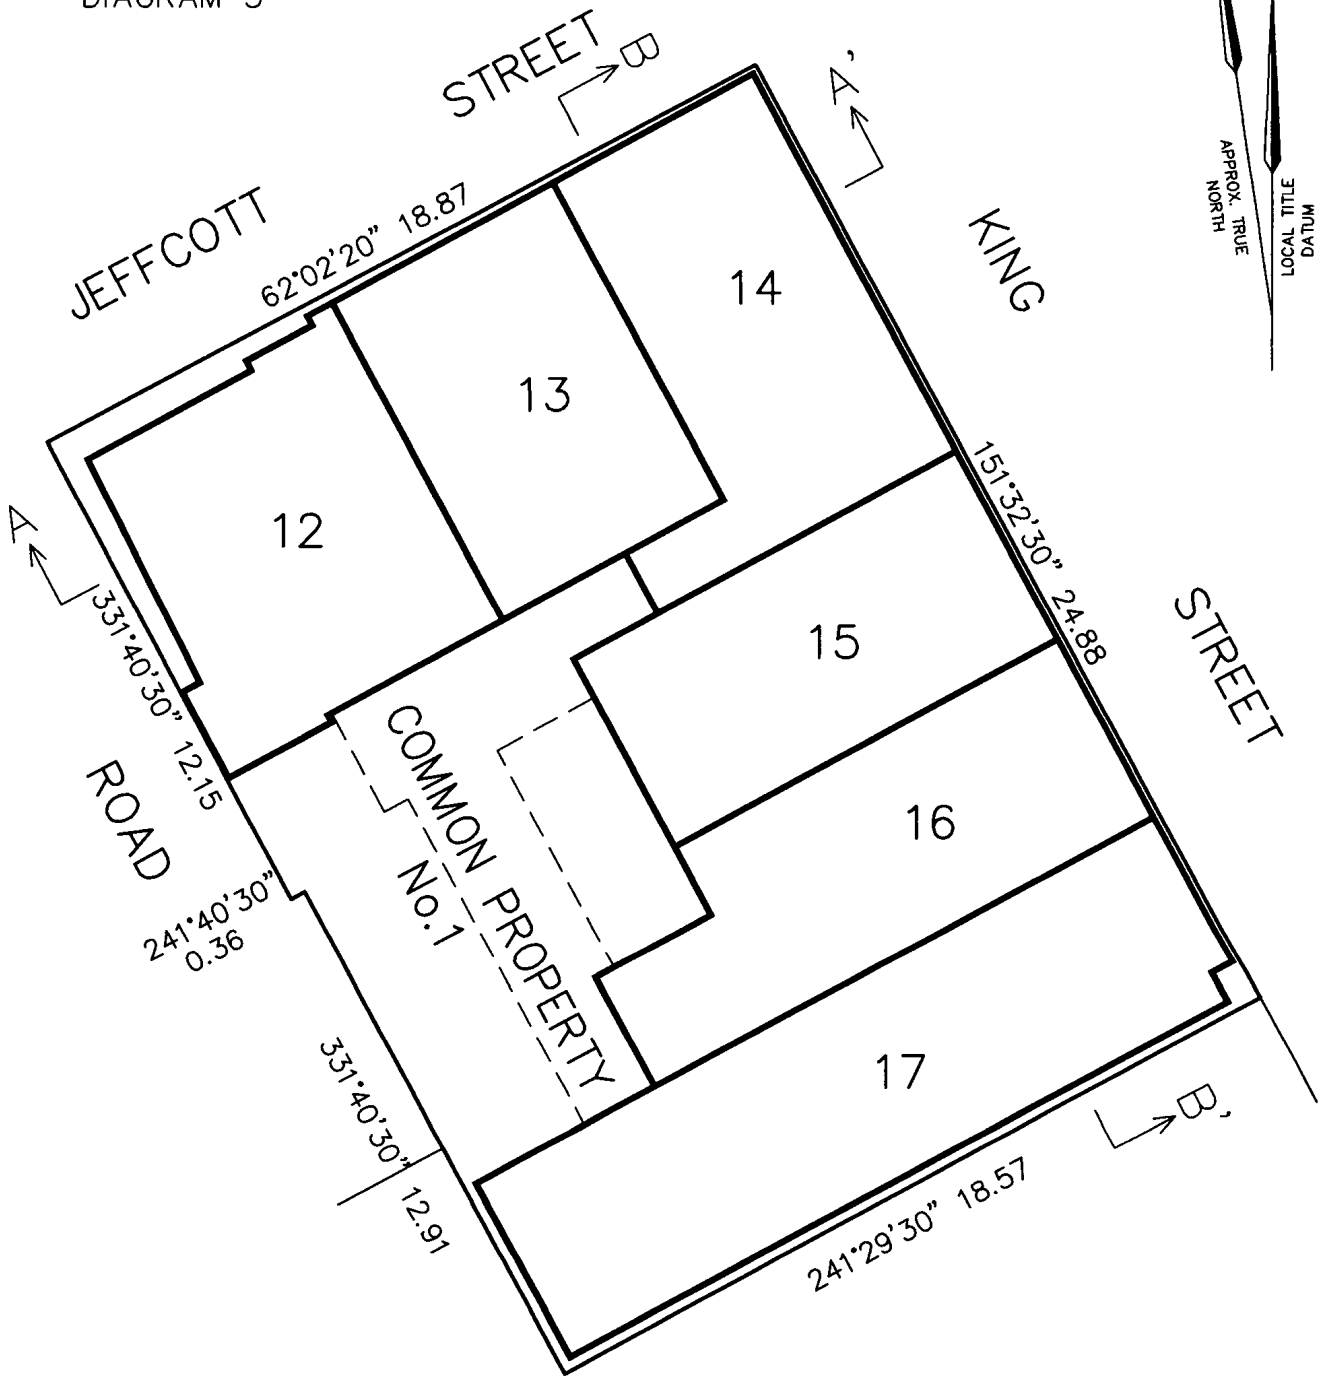 STREET
B
A'
JEFFCOTT
62°02'20" 18.87
APPROX. TRUE
NORTH
LOCAL TITLE
DATUM
KING
14
13
12
A
151°32'30" 24.88
331°40'30" 12.15
15
STREET
COMMON PROPERTY
No.1
ROAD
16
241°40'30"
0.36
17
331°40'30" 12.91
B'
241°29'30" 18.57